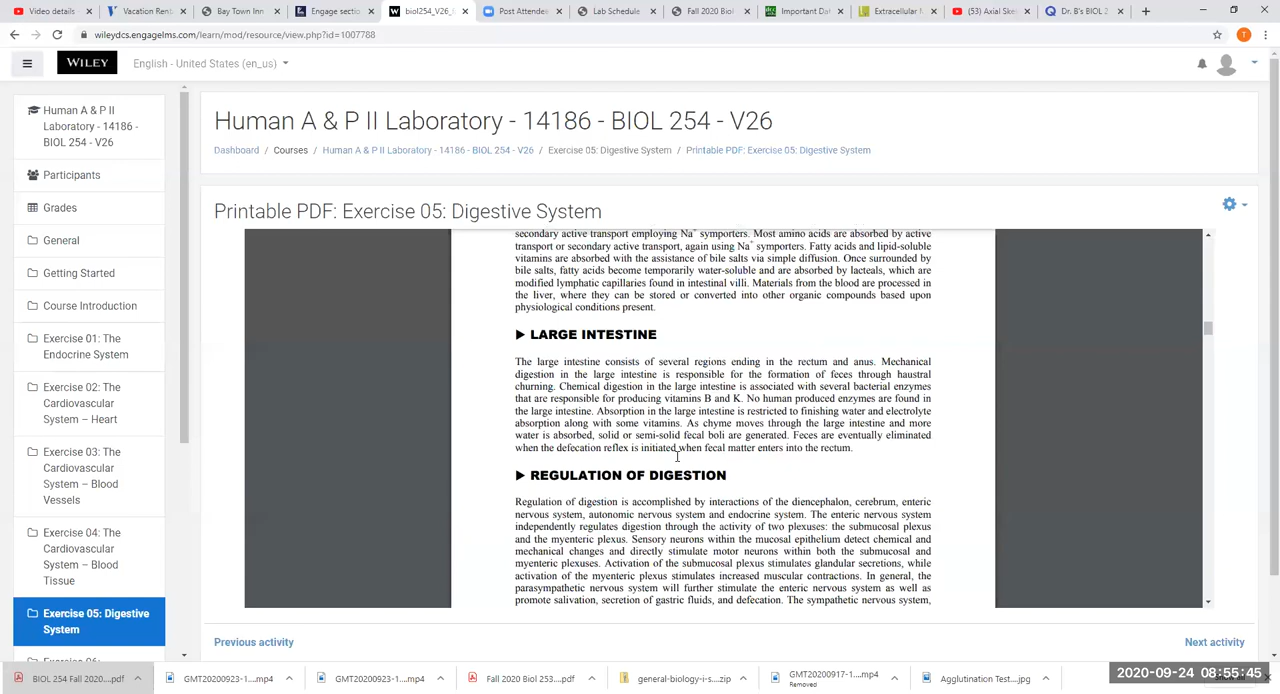 Video details
Vacation Rent
Bay Town Inn
Engage sectio
biol254_V26_
Post Attende
Lab Schedule
Fall 2020 Biol
Important Da
Extracellular
(53) Axial Ske
Dr. B's BIOL 2
wileydcs.engagelms.com/learn/mod/resource/view.php?id=1007788
T
WILEY
English - United States (en_us)
Human A & P II
Laboratory - 14186 -
BIOL 254 - V26
Participants
Grades
General
Getting Started
Course Introduction
Exercise 01: The
Endocrine System
Exercise 02: The
Cardiovascular
System – Heart
Exercise 03: The
Cardiovascular
System – Blood
Vessels
Exercise 04: The
Cardiovascular
System – Blood
Tissue
Exercise 05: Digestive
System
Human A & P II Laboratory - 14186 - BIOL 254 - V26
Dashboard / Courses / Human A & P II Laboratory - 14186 - BIOL 254 - V26 / Exercise 05: Digestive System / Printable PDF: Exercise 05: Digestive System
Printable PDF: Exercise 05: Digestive System
secondary active transport employing Na+ symporters. Most amino acids are absorbed by active
transport or secondary active transport, again using Na+ symporters. Fatty acids and lipid-soluble
vitamins are absorbed with the assistance of bile salts via simple diffusion. Once surrounded by
bile salts, fatty acids become temporarily water-soluble and are absorbed by lacteals, which are
modified lymphatic capillaries found in intestinal villi. Materials from the blood are processed in
the liver, where they can be stored or converted into other organic compounds based upon
physiological conditions present.
► LARGE INTESTINE
The large intestine consists of several regions ending in the rectum and anus. Mechanical
digestion in the large intestine is responsible for the formation of feces through haustral
churning. Chemical digestion in the large intestine is associated with several bacterial enzymes
that are responsible for producing vitamins B and K. No human produced enzymes are found in
the large intestine. Absorption in the large intestine is restricted to finishing water and electrolyte
absorption along with some vitamins. As chyme moves through the large intestine and more
water is absorbed, solid or semi-solid fecal boli are generated. Feces are eventually eliminated
when the defecation reflex is initiated when fecal matter enters into the rectum.
► REGULATION OF DIGESTION
Regulation of digestion is accomplished by interactions of the diencephalon, cerebrum, enteric
nervous system, autonomic nervous system and endocrine system. The enteric nervous system
independently regulates digestion through the activity of two plexuses: the submucosal plexus
and the myenteric plexus. Sensory neurons within the mucosal epithelium detect chemical and
mechanical changes and directly stimulate motor neurons within both the submucosal and
myenteric plexuses. Activation of the submucosal plexus stimulates glandular secretions, while
activation of the myenteric plexus stimulates increased muscular contractions. In general, the
parasympathetic nervous system will further stimulate the enteric nervous system as well as
promote salivation, secretion of gastric fluids, and defecation. The sympathetic nervous system,
Previous activity
Next activity
BIOL 254 Fall 2020....pdf
GMT20200923-1....mp4
GMT20200923-1....mp4
Fall 202
pdf
general-biology-i-s....zip
GMT20200917-1....mp4
Removed
Agglutination Test....jpg
2020-09-24 08:55:45